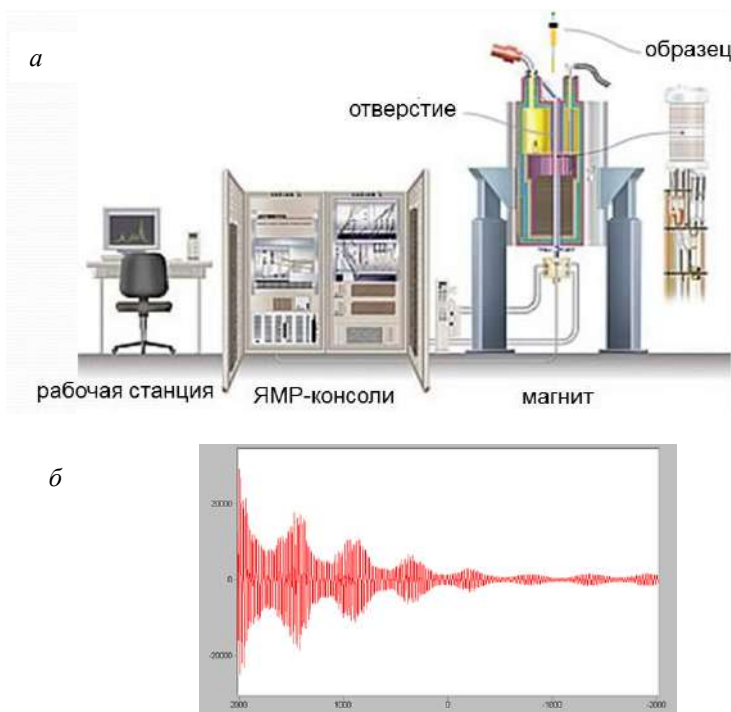 а
образец
отверстие
рабочая станция
ЯМР-консоли
магнит
б
20000
0
-20000
2000
1000
0
-1000
-2000